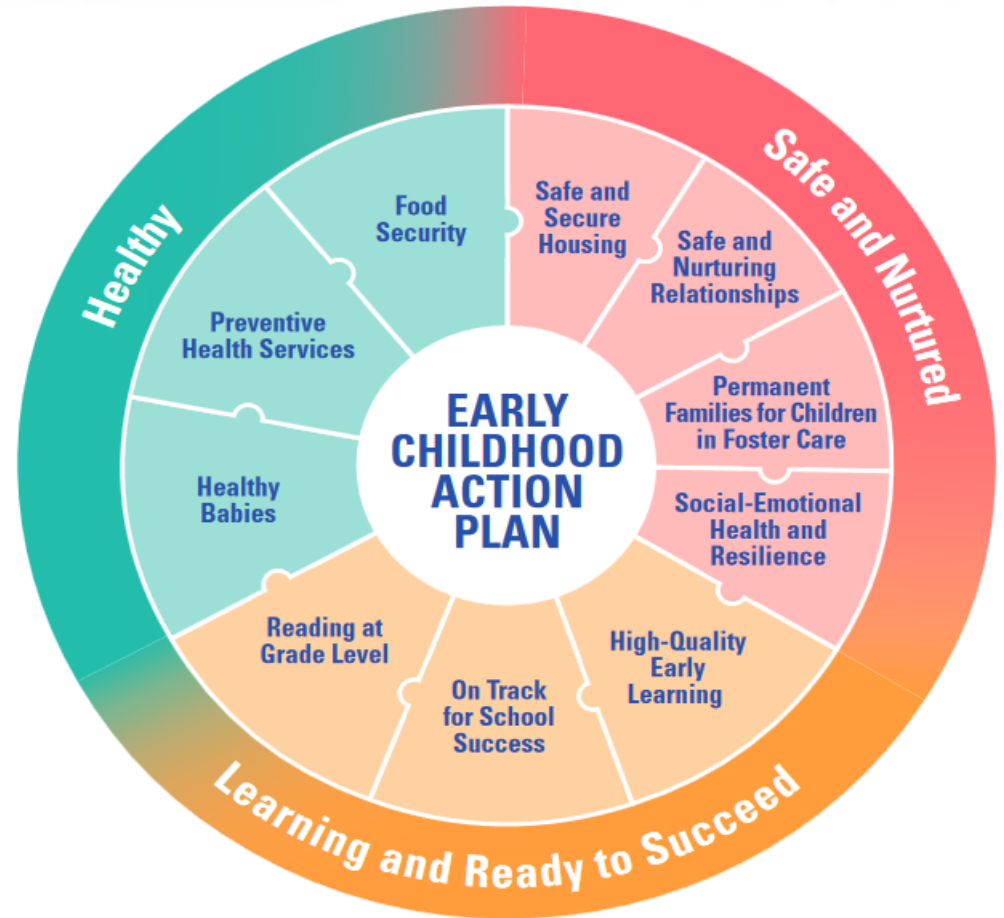 Healthy
Safe and Nurtured
Learning and Ready to Succeed
EARLY
CHILDHOOD
ACTION
PLAN
Food
Security
Safe and
Secure
Housing
Safe and
Nurturing
Relationships
Permanent
Families for Children
in Foster Care
Social-Emotional
Health and
Resilience
High-Quality
Early
Learning
On Track
for School
Success
Reading at
Grade Level
Healthy
Babies
Preventive
Health Services